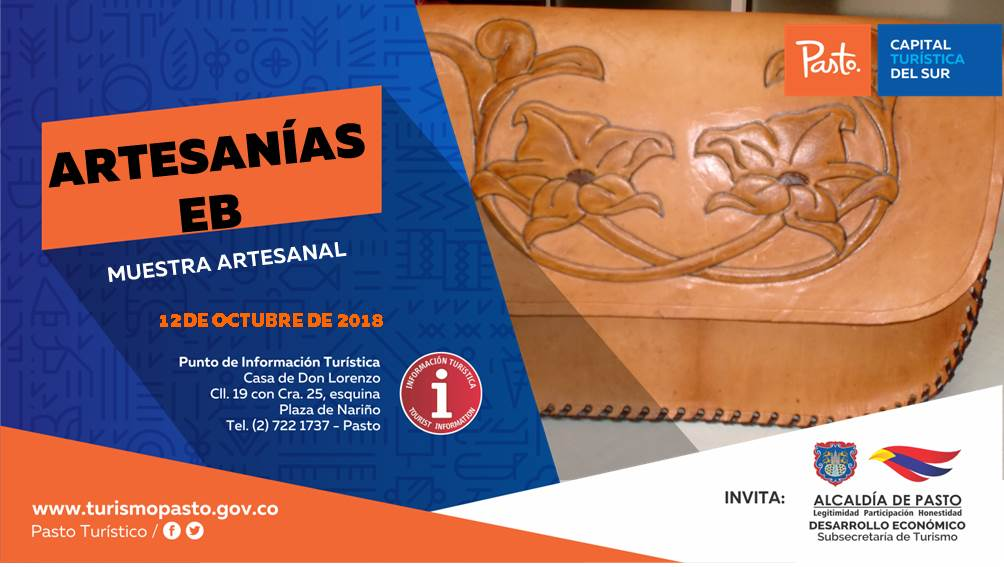 Pasto.
CAPITAL
TURÍSTICA
DEL SUR
ARTESANÍAS
EB
MUESTRA ARTESANAL
12 DE OCTUBRE DE 2018
Punto de Información Turística
Casa de Don Lorenzo
Cll. 19 con Cra. 25, esquina
Plaza de Nariño
Tel. (2) 722 1737 - Pasto
INFORMACIÓN TURÍSTICA
i
TOURIST INFORMATION
www.turismopasto.gov.co
Pasto Turístico /
INVITA:
ALCALDÍA DE PASTO
Legitimidad Participación Honestidad
DESARROLLO ECONÓMICO
Subsecretaría de Turismo